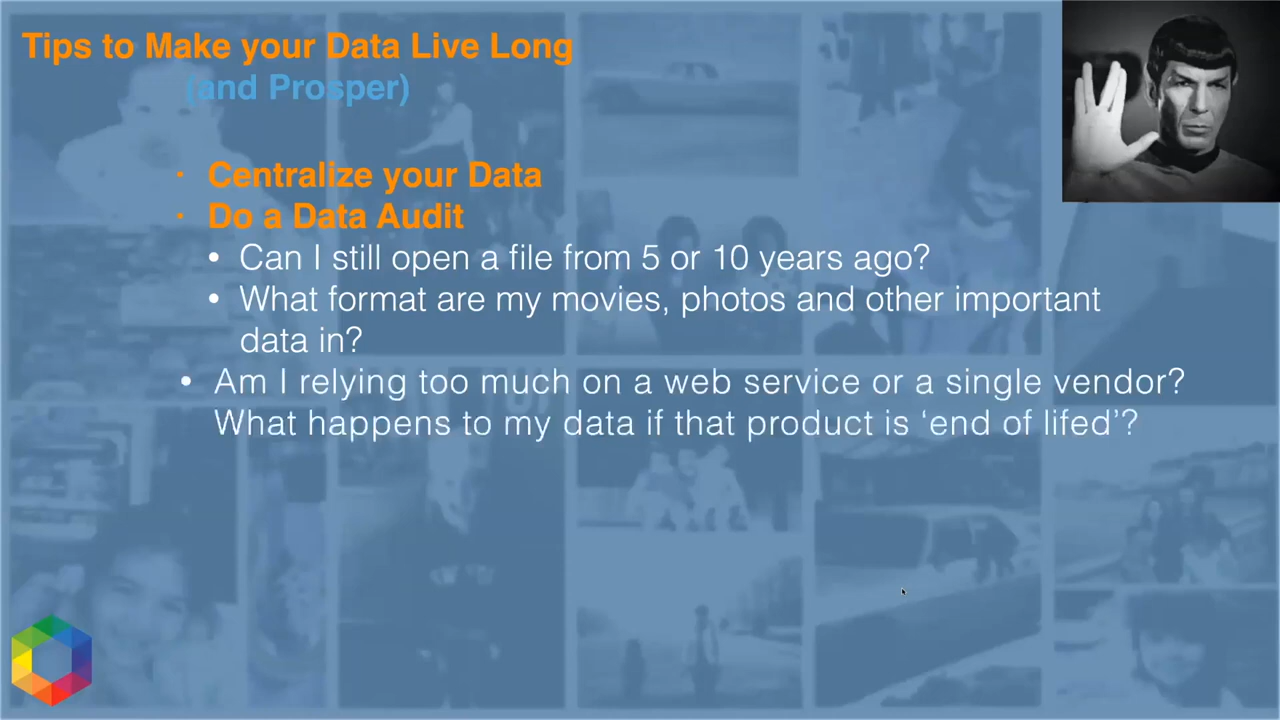 Tips to Make your Data Live Long
(and Prosper)
· Centralize your Data
· Do a Data Audit
• Can I still open a file from 5 or 10 years ago?
• What format are my movies, photos and other important
data in?
• Am I relying too much on a web service or a single vendor?
What happens to my data if that product is ‘end of lifed’?